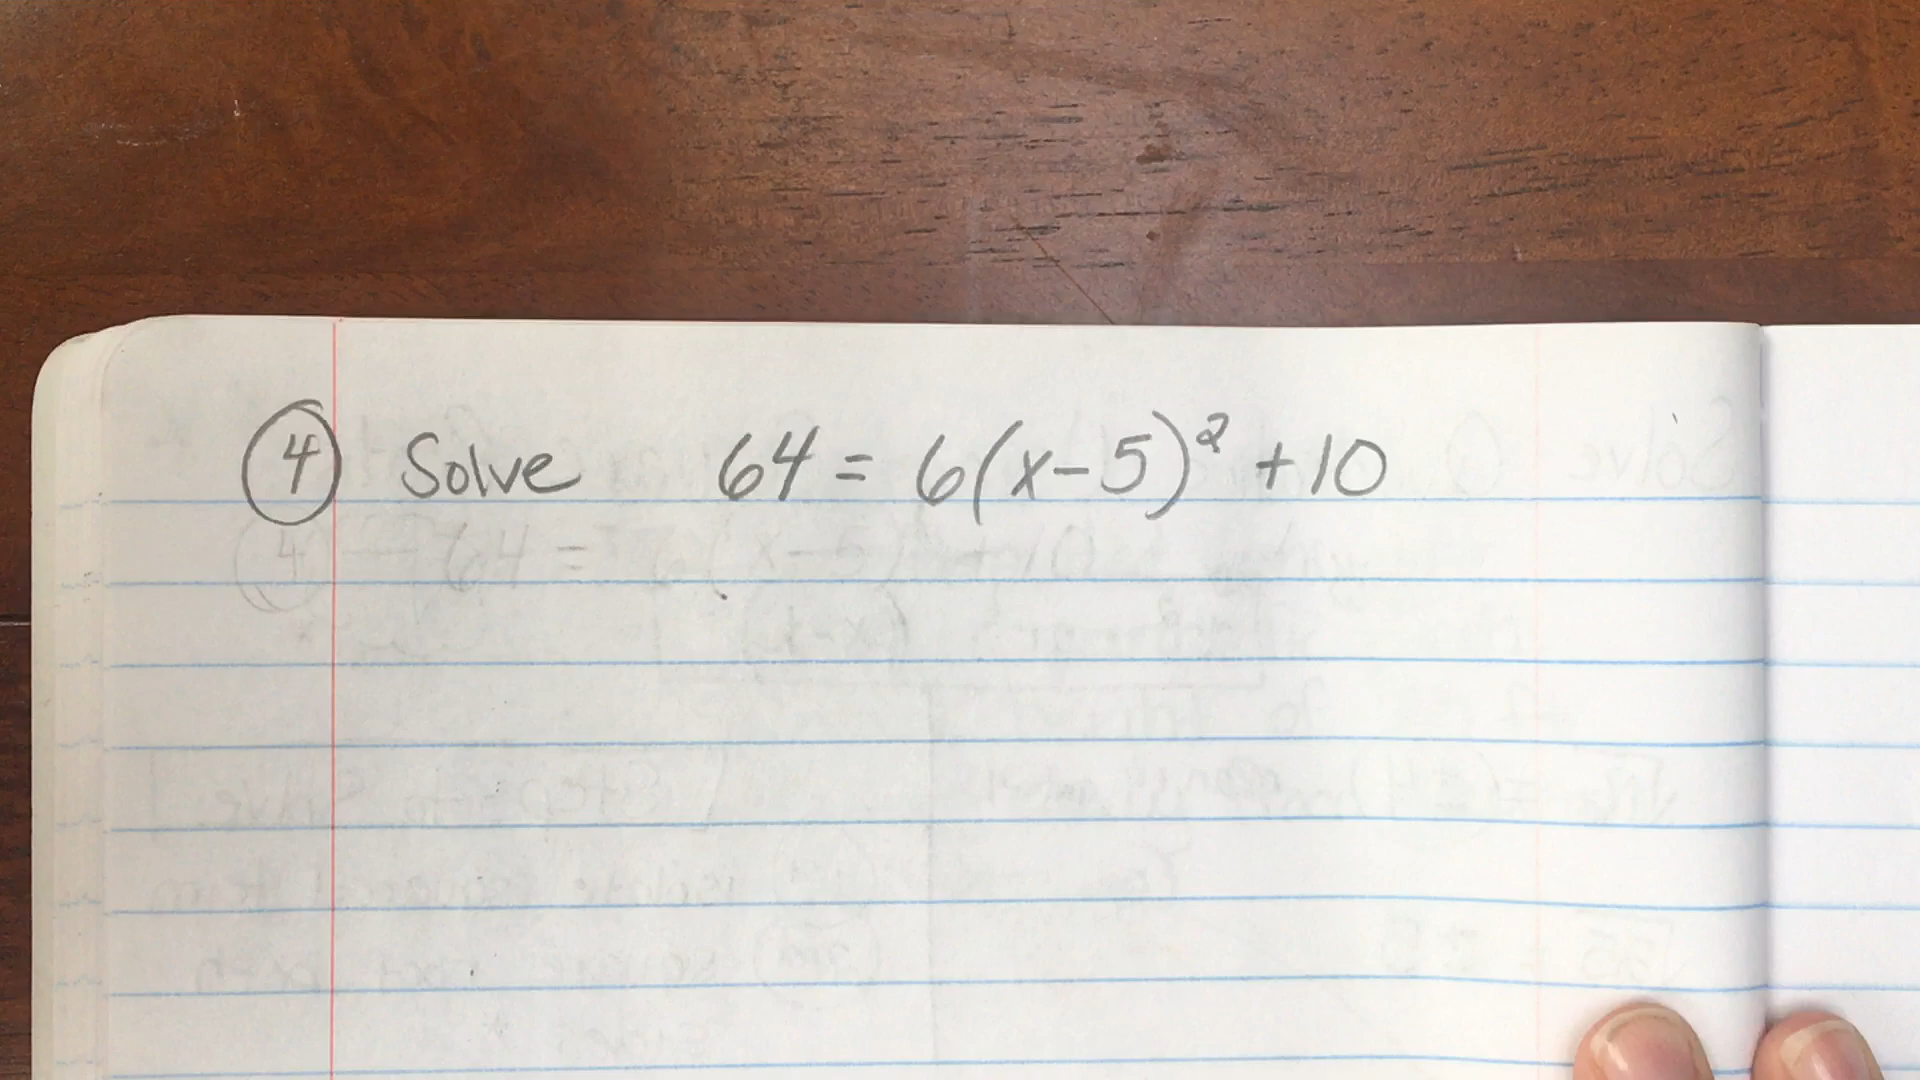 ④ Solve 64 = 6(x-5)² +10